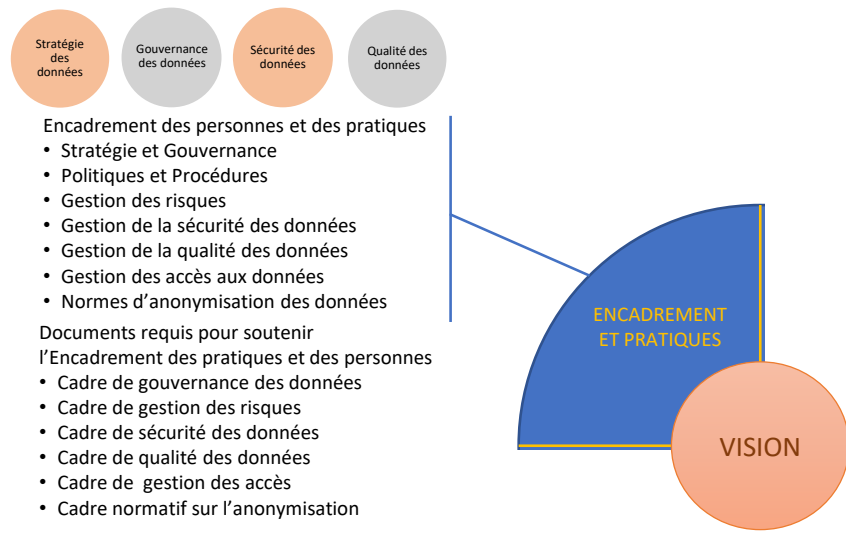 Stratégie
des
données
Gouvernance
des données
Sécurité des
données
Qualité des
données
Encadrement des personnes et des pratiques
• Stratégie et Gouvernance
• Politiques et Procédures
• Gestion des risques
• Gestion de la sécurité des données
• Gestion de la qualité des données
• Gestion des accès aux données
• Normes d’anonymisation des données
Documents requis pour soutenir
l’Encadrement des pratiques et des personnes
• Cadre de gouvernance des données
• Cadre de gestion des risques
• Cadre de sécurité des données
• Cadre de qualité des données
• Cadre de gestion des accès
• Cadre normatif sur l’anonymisation
ENCADREMENT
ET PRATIQUES
VISION